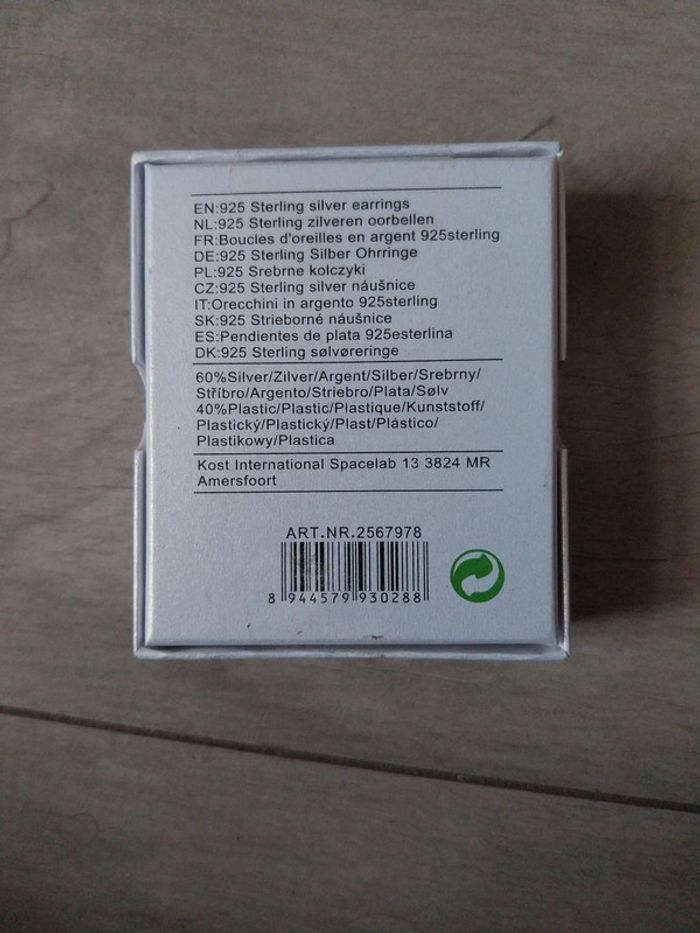 EN:925 Sterling silver earrings
NL:925 Sterling zilveren oorbellen
FR:Boucles d'oreilles en argent 925sterling
DE:925 Sterling Silber Ohrringe
PL:925 Srebrne kolczyki
CZ:925 Sterling silver náušnice
IT:Orecchini in argento 925sterling
SK:925 Strieborné náušnice
ES:Pendientes de plata 925esterlina
DK:925 Sterling sølvøreringe
60%Silver/Zilver/Argent/Silber/Srebrny/
Stříbro/Argento/Striebro/Plata/Sølv
40%Plastic/Plastic/Plastique/Kunststoff/
Plastický/Plastický/Plast/Plástico/
Plastikowy/Plastica
Kost International Spacelab 13 3824 MR
Amersfoort
ART.NR.2567978
8 944579 930288